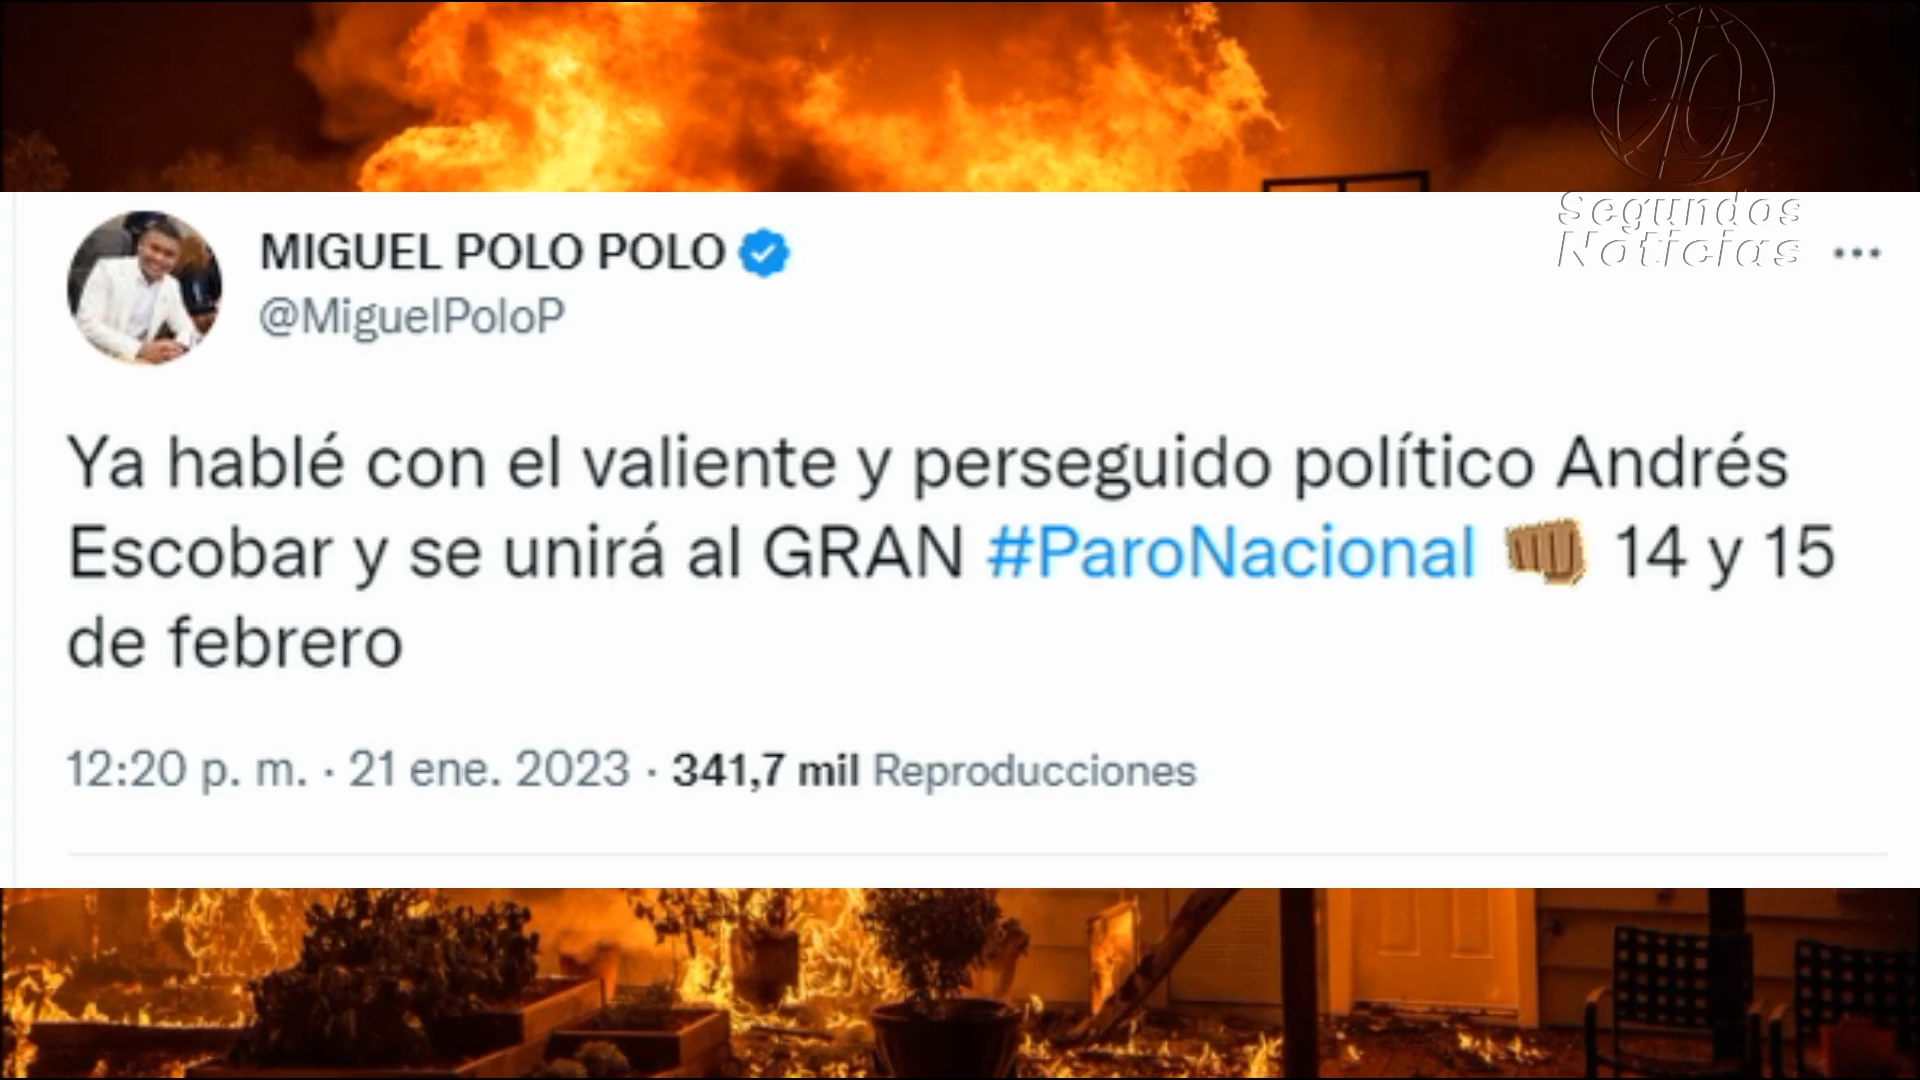 90
Segundos
Noticias
MIGUEL POLO POLO
@MiguelPoloP
Ya hablé con el valiente y perseguido político Andrés
Escobar y se unirá al GRAN #ParoNacional 👊🏽 14 y 15
de febrero
12:20 p. m. · 21 ene. 2023 · 341,7 mil Reproducciones